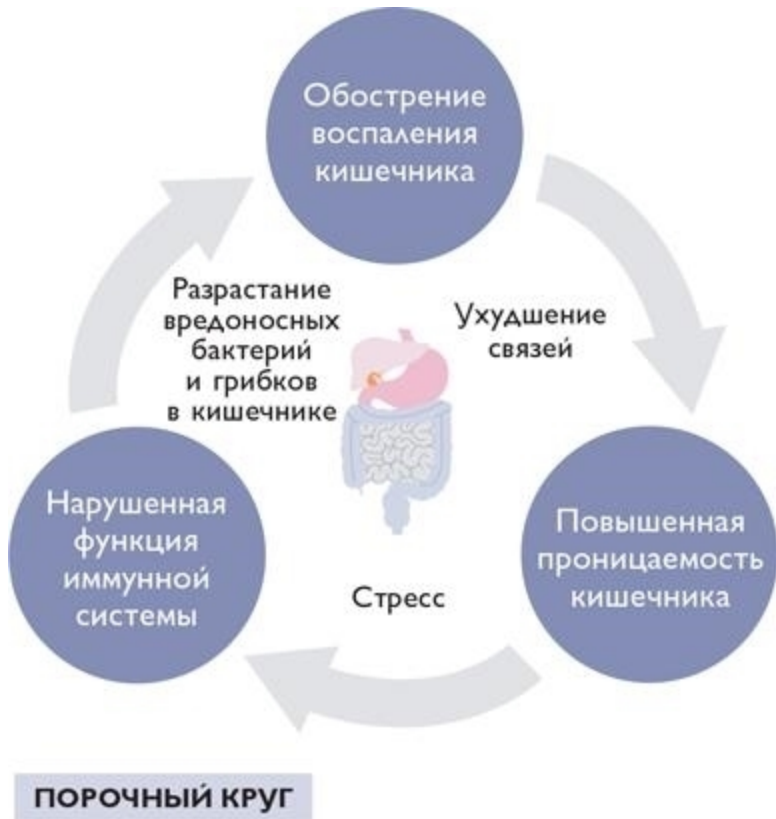 Обострение
воспаления
кишечника
Разрастание
вредоносных
бактерий
и грибков
в кишечнике
Ухудшение
связей
Нарушенная
функция
иммунной
системы
Повышенная
проницаемость
кишечника
Стресс
ПОРОЧНЫЙ КРУГ